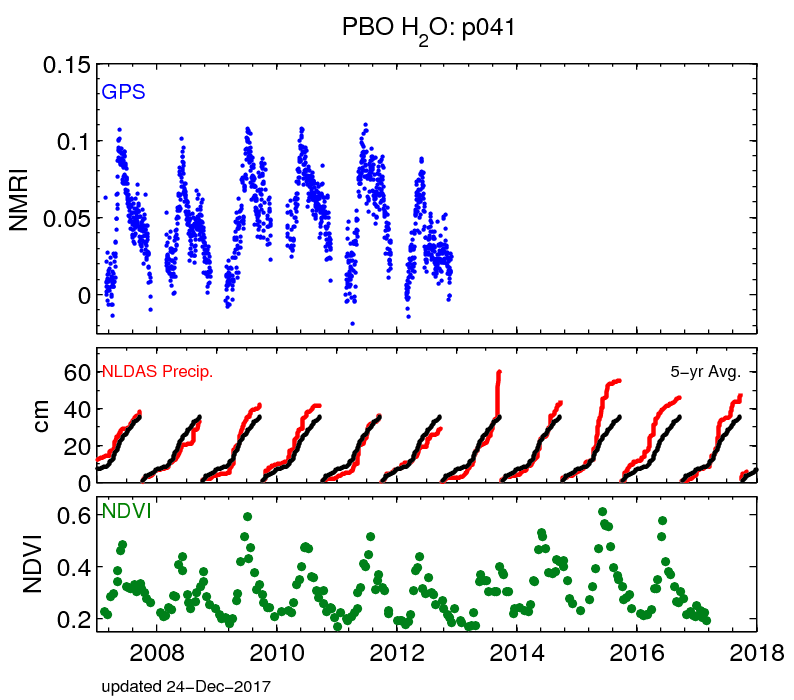 PBO H2O: p041
0.15
GPS
0.1
NMRI
0.05
0
60
NLDAS Precip.
5−yr Avg.
40
cm
20
0
0.6
NDVI
NDVI
0.4
0.2
2008 2010 2012 2014 2016 2018
updated 24−Dec−2017